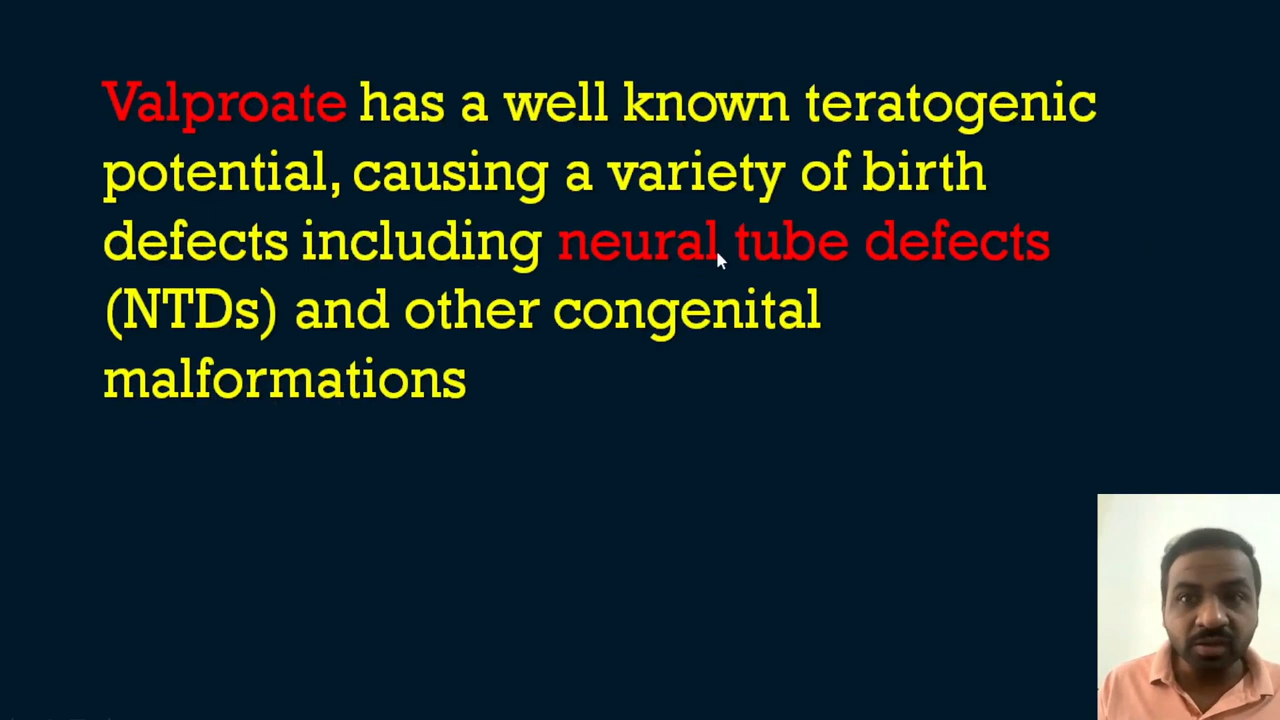 Valproate has a well known teratogenic
potential, causing a variety of birth
defects including neural tube defects
(NTDs) and other congenital
malformations